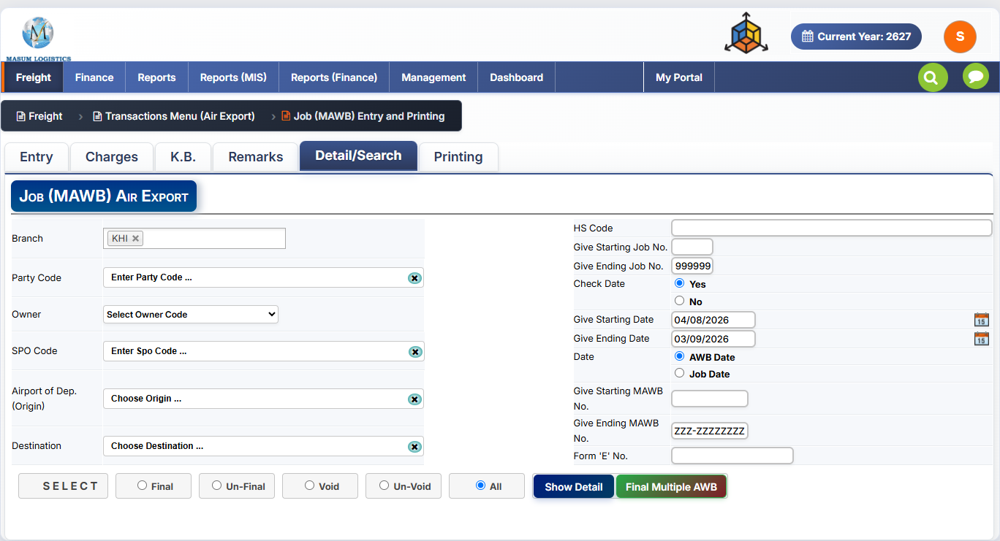 M
MASUM LOGISTICS
Current Year: 2627
S
Freight
Finance
Reports
Reports (MIS)
Reports (Finance)
Management
Dashboard
My Portal
Freight
Transactions Menu (Air Export)
Job (MAWB) Entry and Printing
Entry
Charges
K.B.
Remarks
Detail/Search
Printing
Job (MAWB) Air Export
Branch
KHI
Party Code
Enter Party Code ...
Owner
Select Owner Code
SPO Code
Enter Spo Code ...
Airport of Dep.
(Origin)
Choose Origin ...
Destination
Choose Destination ...
HS Code
Give Starting Job No.
Give Ending Job No.
999999
Check Date
Yes
No
Give Starting Date
04/08/2026
15
Give Ending Date
03/09/2026
15
Date
AWB Date
Job Date
Give Starting MAWB
No.
Give Ending MAWB
No.
ZZZ-ZZZZZZZZ
Form 'E' No.
SELECT
Final
Un-Final
Void
Un-Void
All
Show Detail
Final Multiple AWB